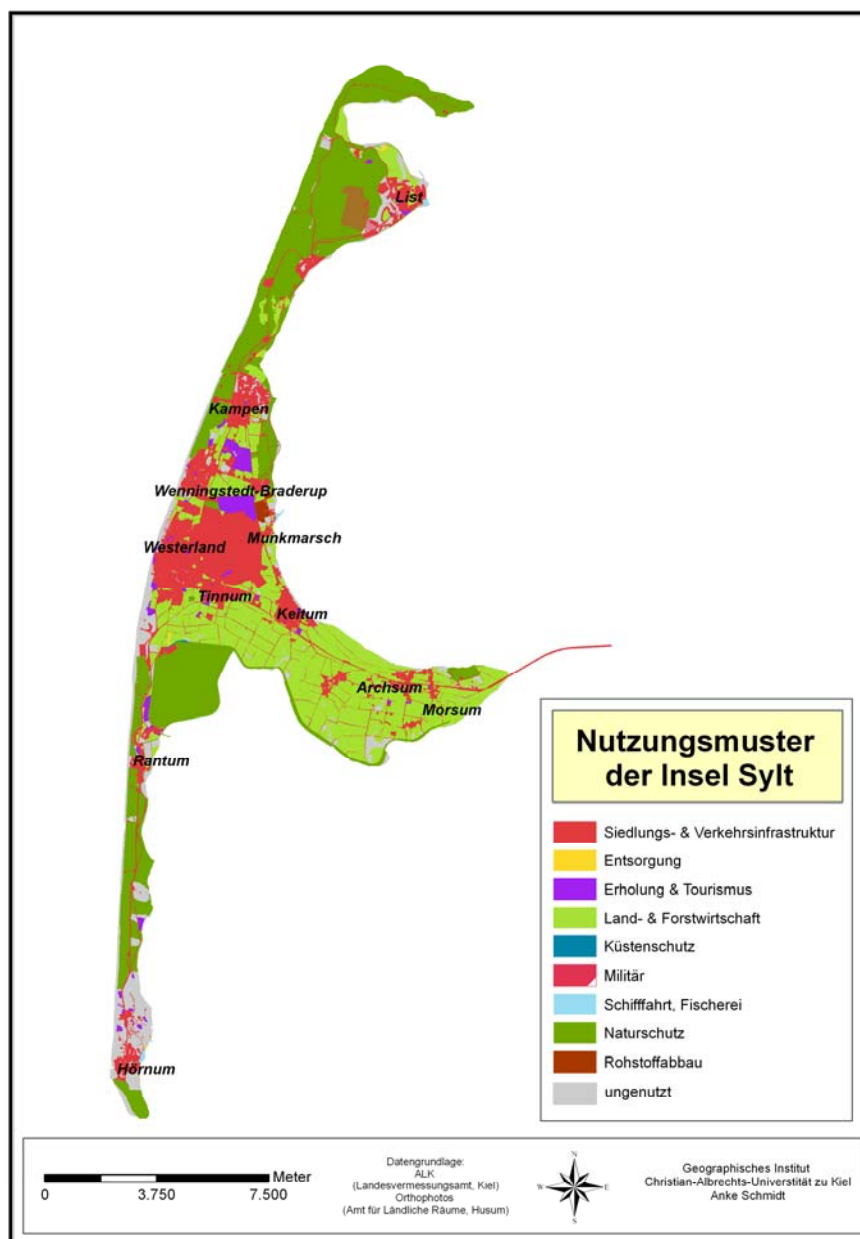 List
Kampen
Wenningstedt-Braderup
Munkmarsch
Westerland
Tinnum
Keitum
Archsum
Morsum
Rantum
Hörnum
Nutzungsmuster
der Insel Sylt
Siedlungs- & Verkehrsinfrastruktur
Entsorgung
Erholung & Tourismus
Land- & Forstwirtschaft
Küstenschutz
Militär
Schifffahrt, Fischerei
Naturschutz
Rohstoffabbau
ungenutzt
Meter
0 3.750 7.500
Datengrundlage:
ALK
(Landesvermessungsamt, Kiel)
Orthophotos
(Amt für Ländliche Räume, Husum)
N
W E
S
Geographisches Institut
Christian-Albrechts-Universtität zu Kiel
Anke Schmidt